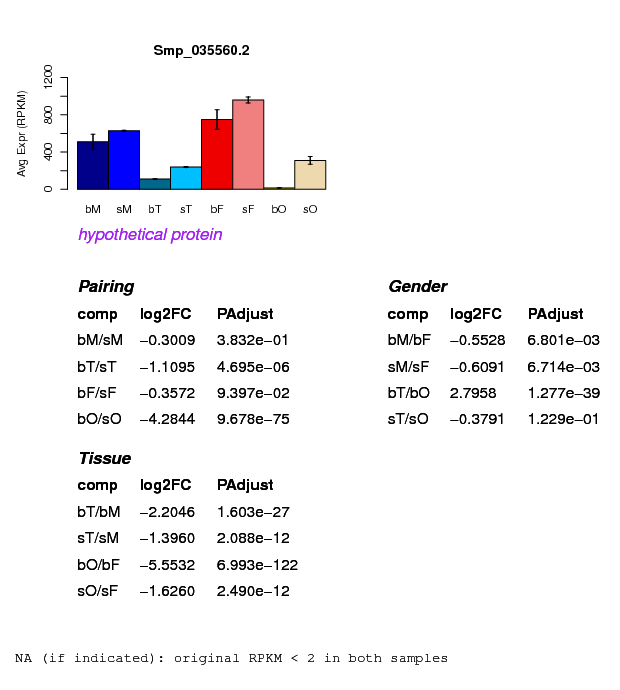 Smp_035560.2
Avg Expr (RPKM)
0 400 800 1200
bM sM bT sT bF sF bO sO
hypothetical protein
Pairing
comp log2FC PAdjust
bM/sM −0.3009 3.832e−01
bT/sT −1.1095 4.695e−06
bF/sF −0.3572 9.397e−02
bO/sO −4.2844 9.678e−75
Gender
comp log2FC PAdjust
bM/bF −0.5528 6.801e−03
sM/sF −0.6091 6.714e−03
bT/bO 2.7958 1.277e−39
sT/sO −0.3791 1.229e−01
Tissue
comp log2FC PAdjust
bT/bM −2.2046 1.603e−27
sT/sM −1.3960 2.088e−12
bO/bF −5.5532 6.993e−122
sO/sF −1.6260 2.490e−12
NA (if indicated): original RPKM < 2 in both samples